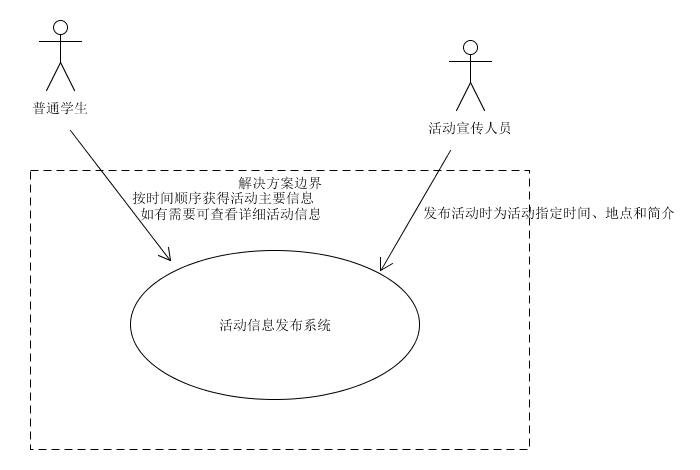 普通学生
活动宣传人员
解决方案边界
按时间顺序获得活动主要信息
如有需要可查看详细活动信息
发布活动时为活动指定时间、地点和简介
活动信息发布系统